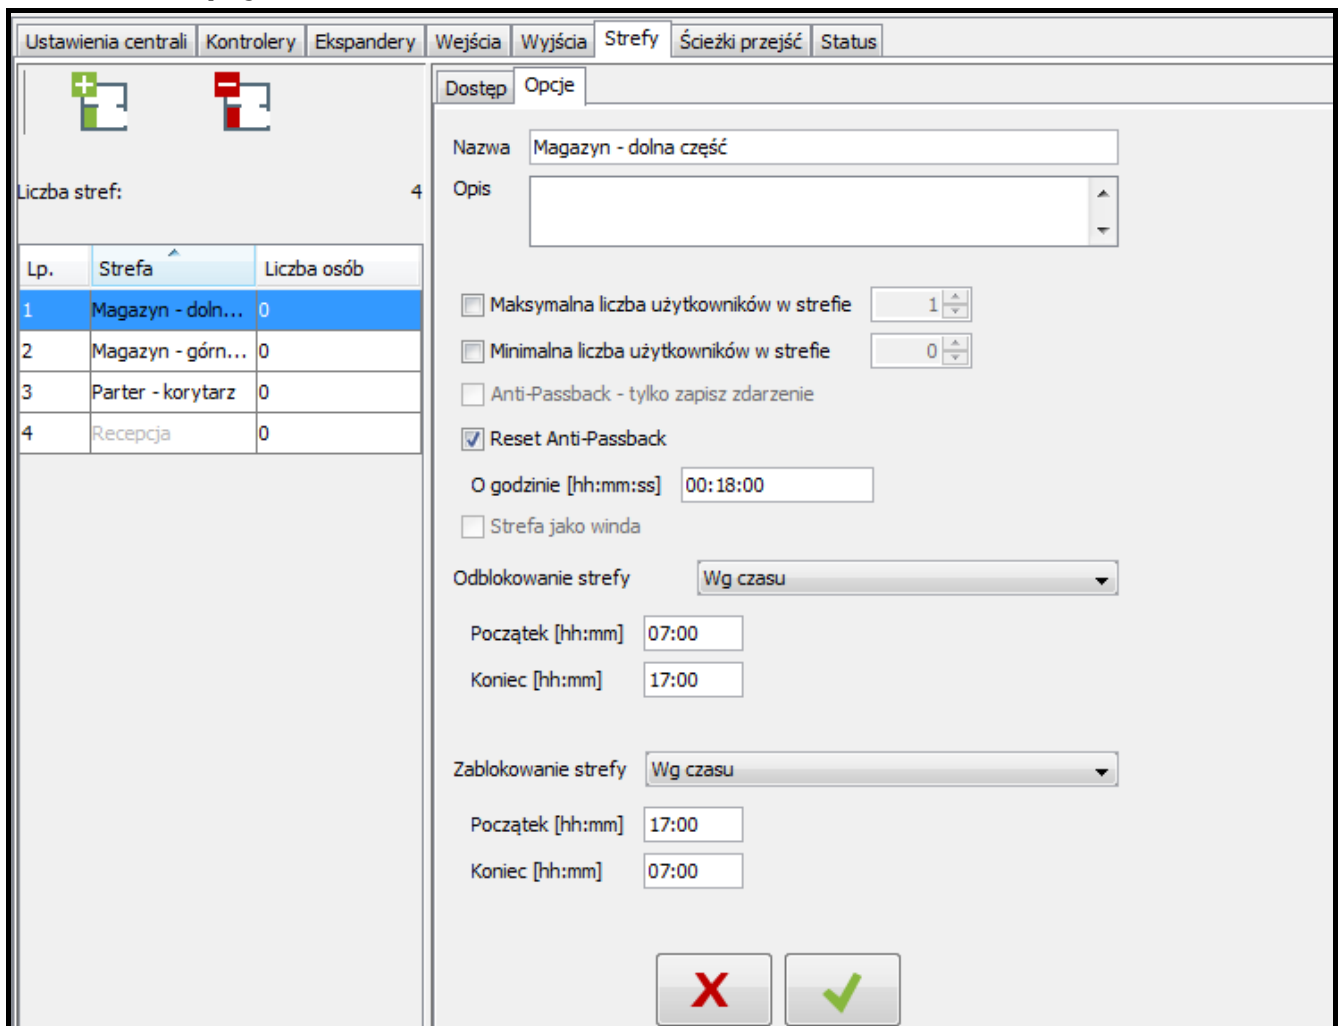 Ustawienia centrali Kontrolery Ekspandery Wejścia Wyjścia Strefy Ścieżki przejść Status
Liczba stref: 4
Lp. Strefa Liczba osób
1 Magazyn - doln... 0
2 Magazyn - górn... 0
3 Parter - korytarz 0
4 Recepcja 0
Dostęp Opcje
Nazwa Magazyn - dolna część
Opis
Maksymalna liczba użytkowników w strefie 1
Minimalna liczba użytkowników w strefie 0
Anti-Passback - tylko zapisz zdarzenie
Reset Anti-Passback
O godzinie [hh:mm:ss] 00:18:00
Strefa jako winda
Odblokowanie strefy Wg czasu
Początek [hh:mm] 07:00
Koniec [hh:mm] 17:00
Zablokowanie strefy Wg czasu
Początek [hh:mm] 17:00
Koniec [hh:mm] 07:00